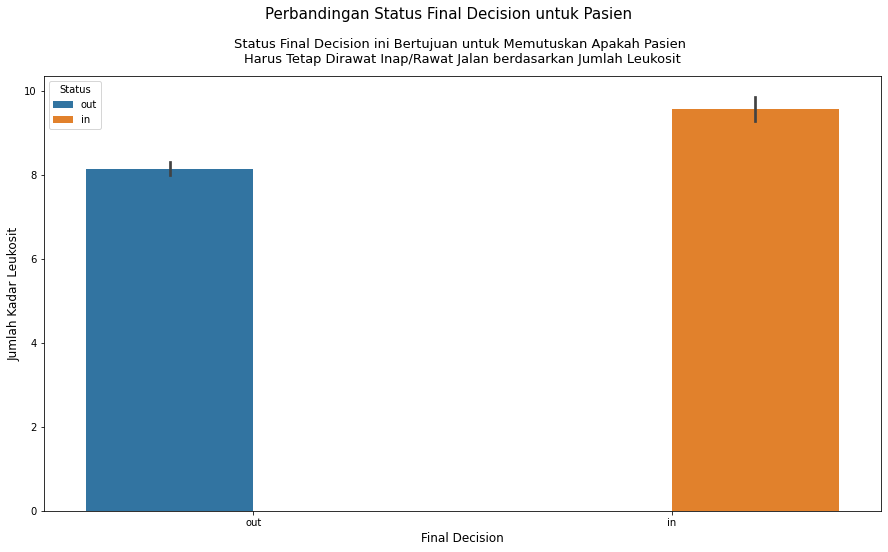 Perbandingan Status Final Decision untuk Pasien
Status Final Decision ini Bertujuan untuk Memutuskan Apakah Pasien
Harus Tetap Dirawat Inap/Rawat Jalan berdasarkan Jumlah Leukosit
Status
out
in
10
8
6
4
2
0
Jumlah Kadar Leukosit
out
in
Final Decision